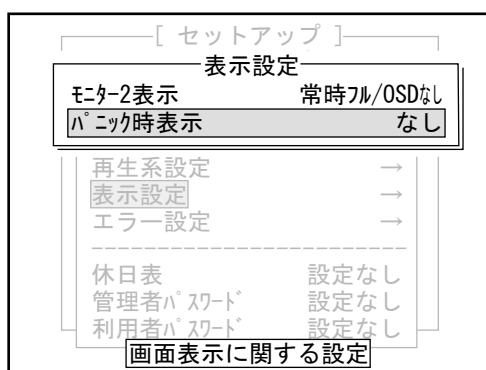 [ セットアップ ]
表示設定
ﾓﾆﾀｰ2表示 常時ﾌﾙ/OSDなし
ﾊﾟﾆｯｸ時表示 なし
再生系設定 →
表示設定 →
エラー設定 →
休日表 設定なし
管理者ﾊﾟｽﾜｰﾄﾞ 設定なし
利用者ﾊﾟｽﾜｰﾄﾞ 設定なし
画面表示に関する設定